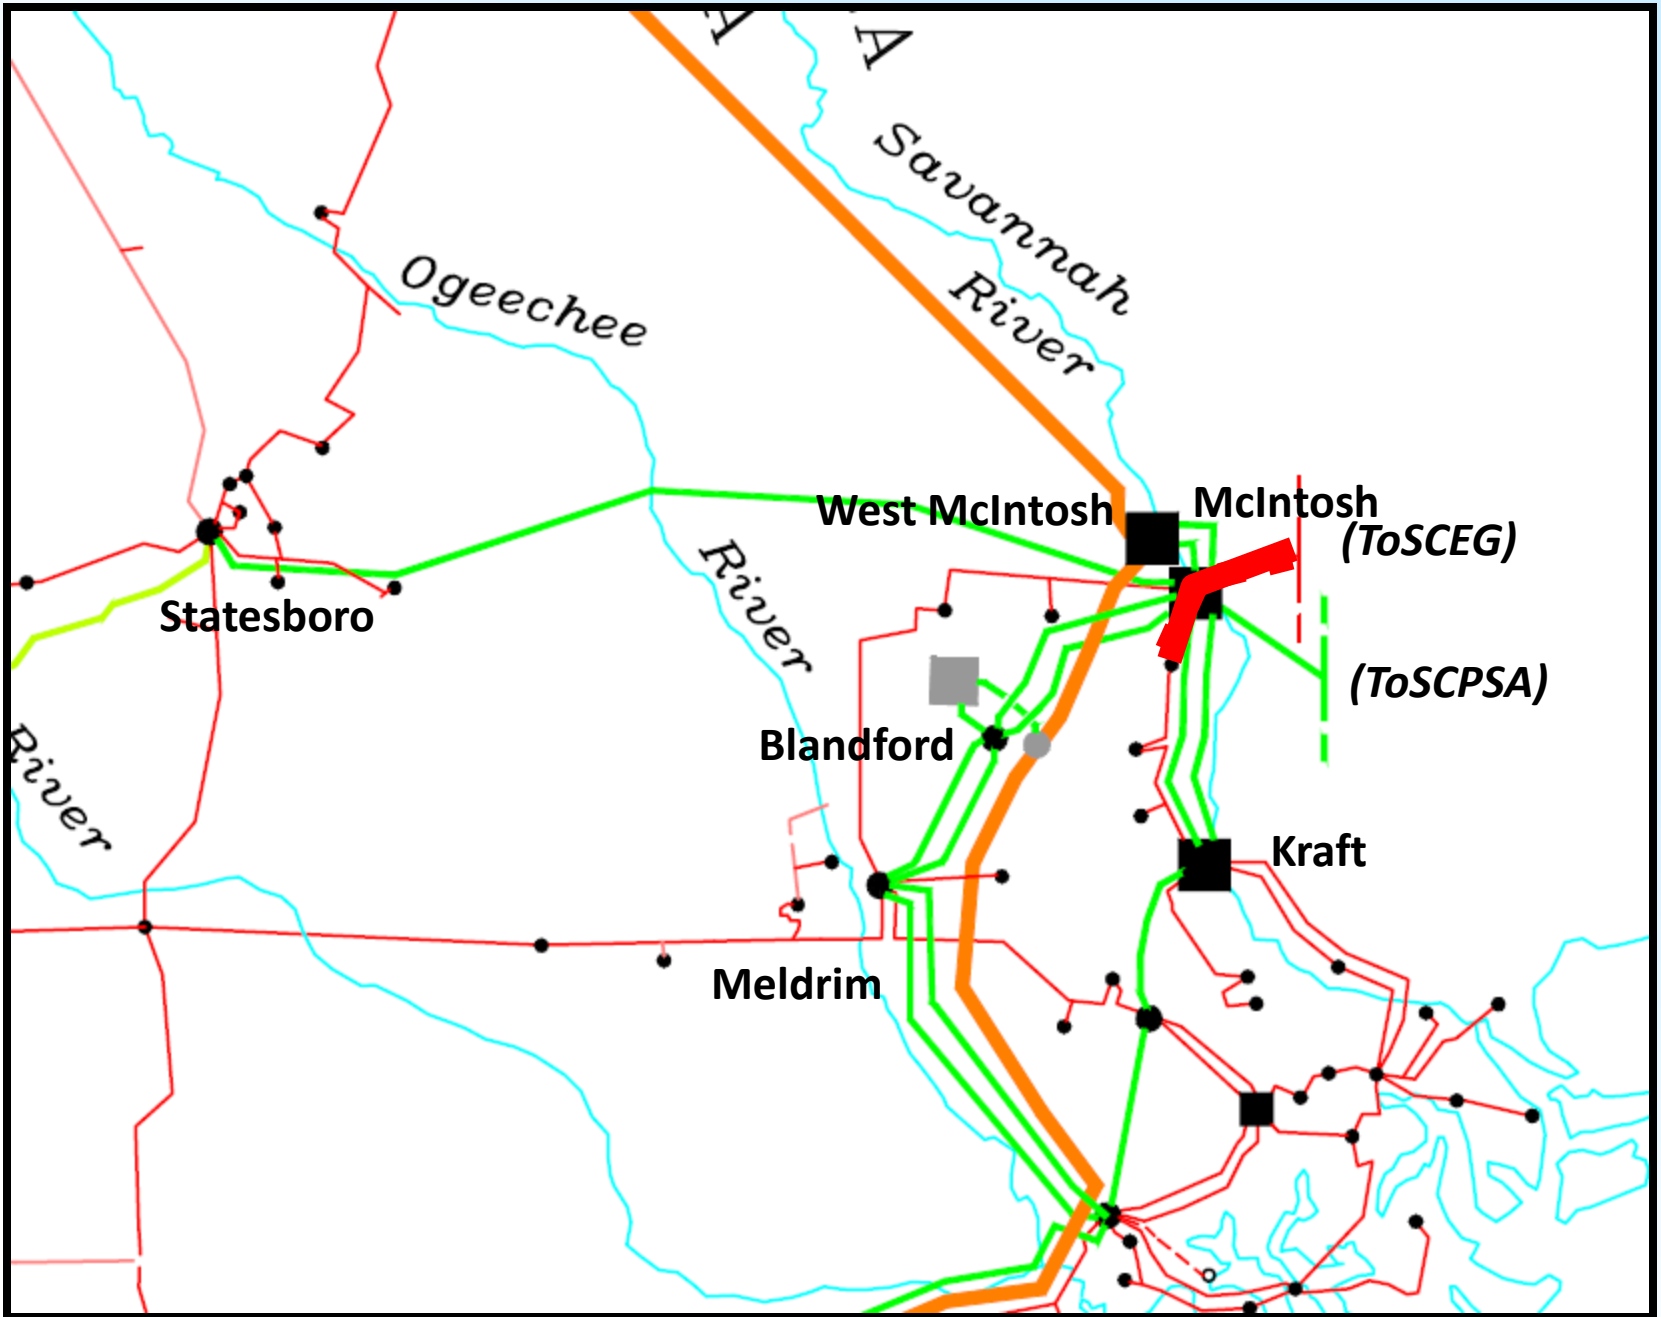 A
A
Savannah
River
Ogeechee
River
West McIntosh
McIntosh
(ToSCEG)
Statesboro
(ToSCPSA)
Blandford
River
Kraft
Meldrim